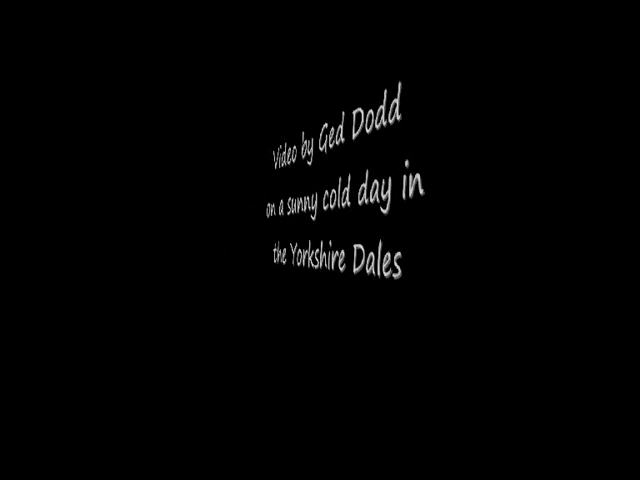 Video by Ged Dodd
on a sunny cold day in
the Yorkshire Dales